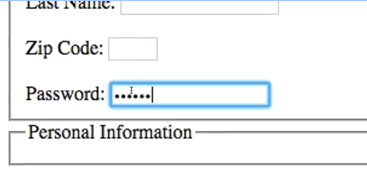 Last Name:
Zip Code:
Password: ••••••
Personal Information